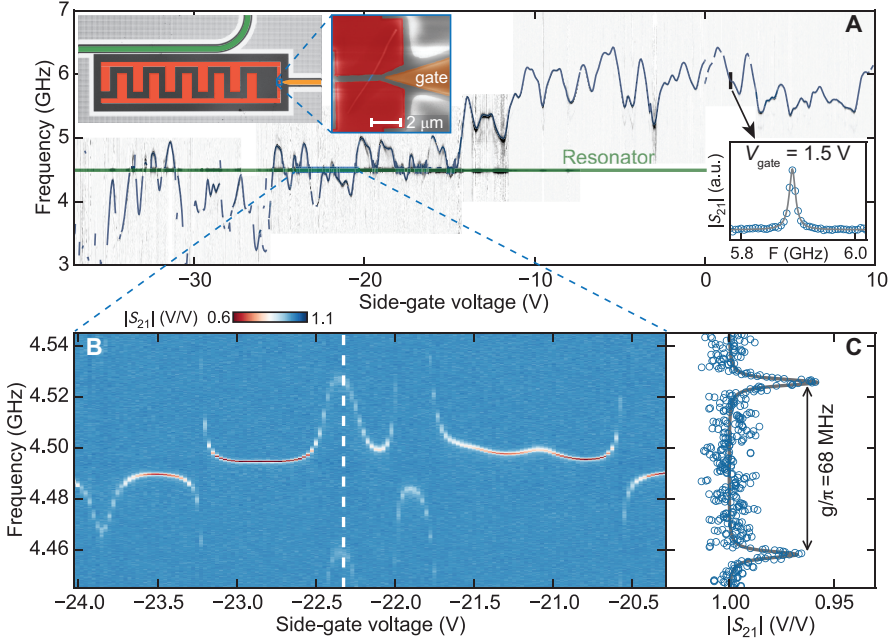 A
7
6
5
4
3
Frequency (GHz)
gate
2 μm
Resonator
V_gate = 1.5 V
|S21| (a.u.)
5.8 F (GHz) 6.0
−30 −20 −10 0 10
Side-gate voltage (V)
|S21| (V/V) 0.6 1.1
B
4.54
4.52
4.50
4.48
4.46
Frequency (GHz)
−24.0 −23.5 −23.0 −22.5 −22.0 −21.5 −21.0 −20.5
Side-gate voltage (V)
C
g/π=68 MHz
1.00 0.95
|S21| (V/V)